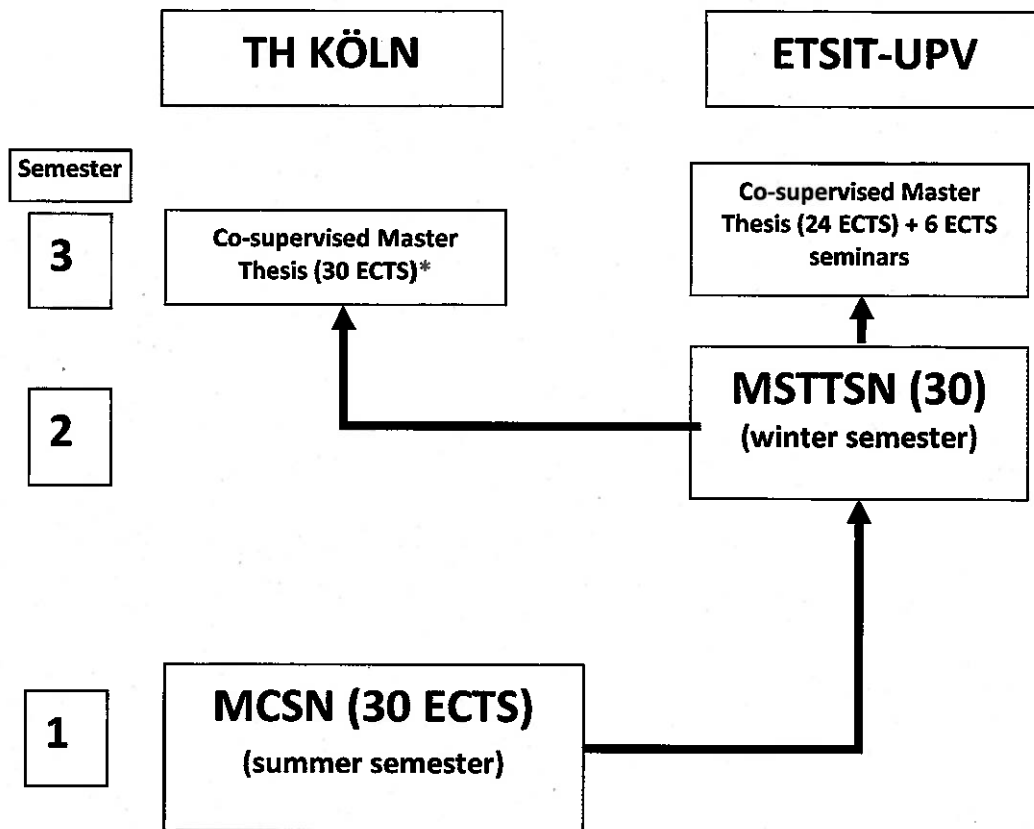 TH KÖLN
ETSIT-UPV
Semester
3
Co-supervised Master
Thesis (30 ECTS)*
Co-supervised Master
Thesis (24 ECTS) + 6 ECTS
seminars
2
MSTTSN (30)
(winter semester)
1
MCSN (30 ECTS)
(summer semester)